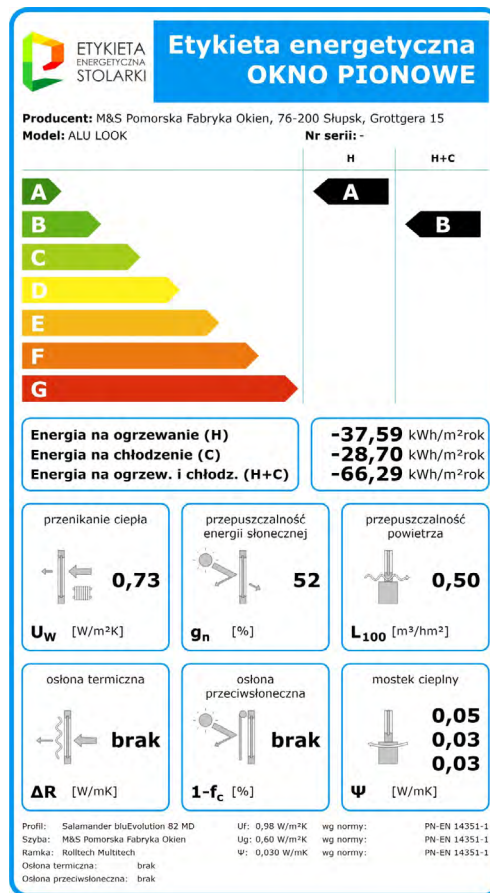 ETYKIETA
ENERGETYCZNA
STOLARKI
Etykieta energetyczna
OKNO PIONOWE
Producent: M&S Pomorska Fabryka Okien, 76-200 Słupsk, Grottgera 15
Model: ALU LOOK Nr serii: -
H H+C
A A
B B
C
D
E
F
G
Energia na ogrzewanie (H) -37,59 kWh/m²rok
Energia na chłodzenie (C) -28,70 kWh/m²rok
Energia na ogrzew. i chłodz. (H+C) -66,29 kWh/m²rok
przenikanie ciepła
0,73
Uw [W/m²K]
przepuszczalność
energii słonecznej
52
gn [%]
przepuszczalność
powietrza
0,50
L100 [m³/hm²]
osłona termiczna
brak
ΔR [W/mK]
osłona
przeciwsłoneczna
brak
1-fc [%]
mostek cieplny
0,05
0,03
0,03
Ψ [W/mK]
Profil: Salamander bluEvolution 82 MD Uf: 0,98 W/m²K wg normy: PN-EN 14351-1
Szyba: M&S Pomorska Fabryka Okien Ug: 0,60 W/m²K wg normy: PN-EN 14351-1
Ramka: Rolltech Multitech Ψ: 0,030 W/mK wg normy: PN-EN 14351-1
Osłona termiczna: brak
Osłona przeciwsłoneczna: brak